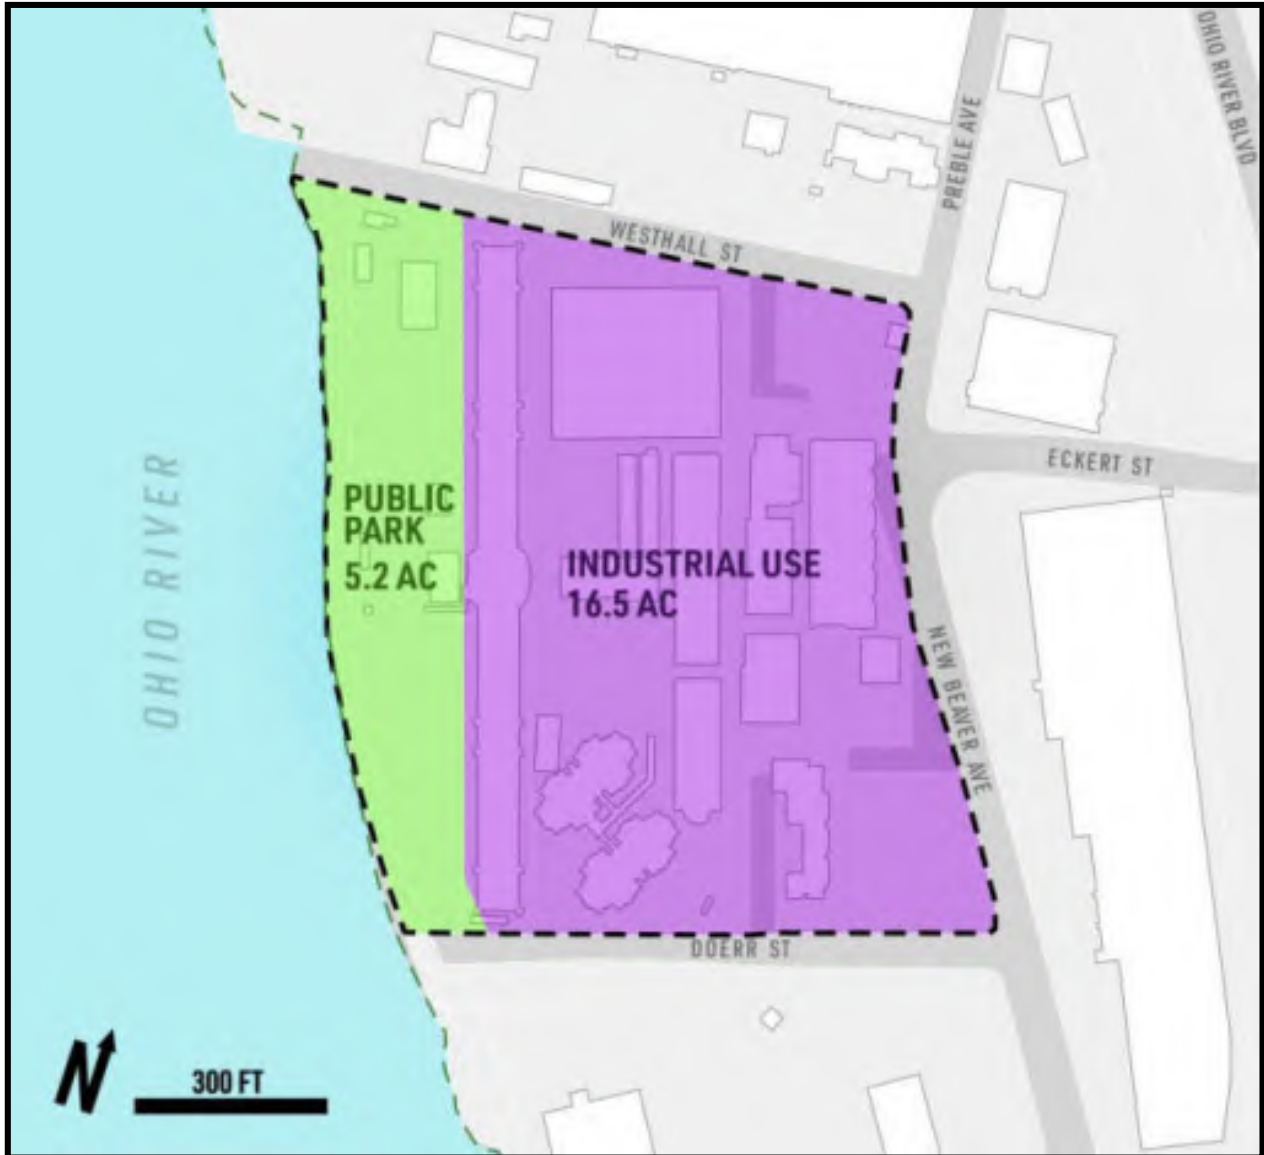 OHIO RIVER BLVD
PREBLE AVE
WESTHALL ST
ECKERT ST
PUBLIC
PARK
5.2 AC
INDUSTRIAL USE
16.5 AC
OHIO RIVER
NEW BEAVER AVE
DOERR ST
N
300 FT